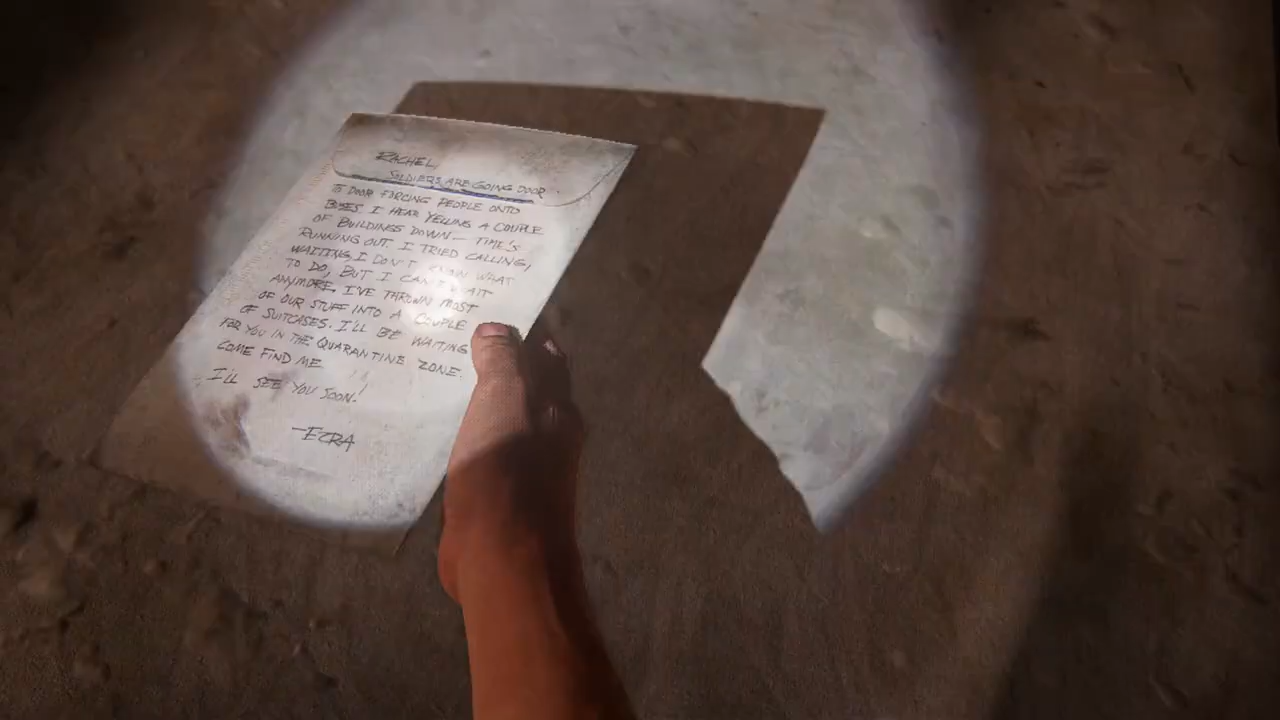 RACHEL,
SOLDIERS ARE GOING DOOR
TO DOOR FORCING PEOPLE ONTO
BUSES. I HEAR YELLING A COUPLE
OF BUILDINGS DOWN — TIME'S
RUNNING OUT. I TRIED CALLING,
WAITING, I DON'T KNOW WHAT
TO DO, BUT I CAN'T WAIT
ANYMORE. I'VE THROWN MOST
OF OUR STUFF INTO A COUPLE
OF SUITCASES. I'LL BE WAITING
FOR YOU IN THE QUARANTINE ZONE.
COME FIND ME
I'LL SEE YOU SOON!
—EZRA